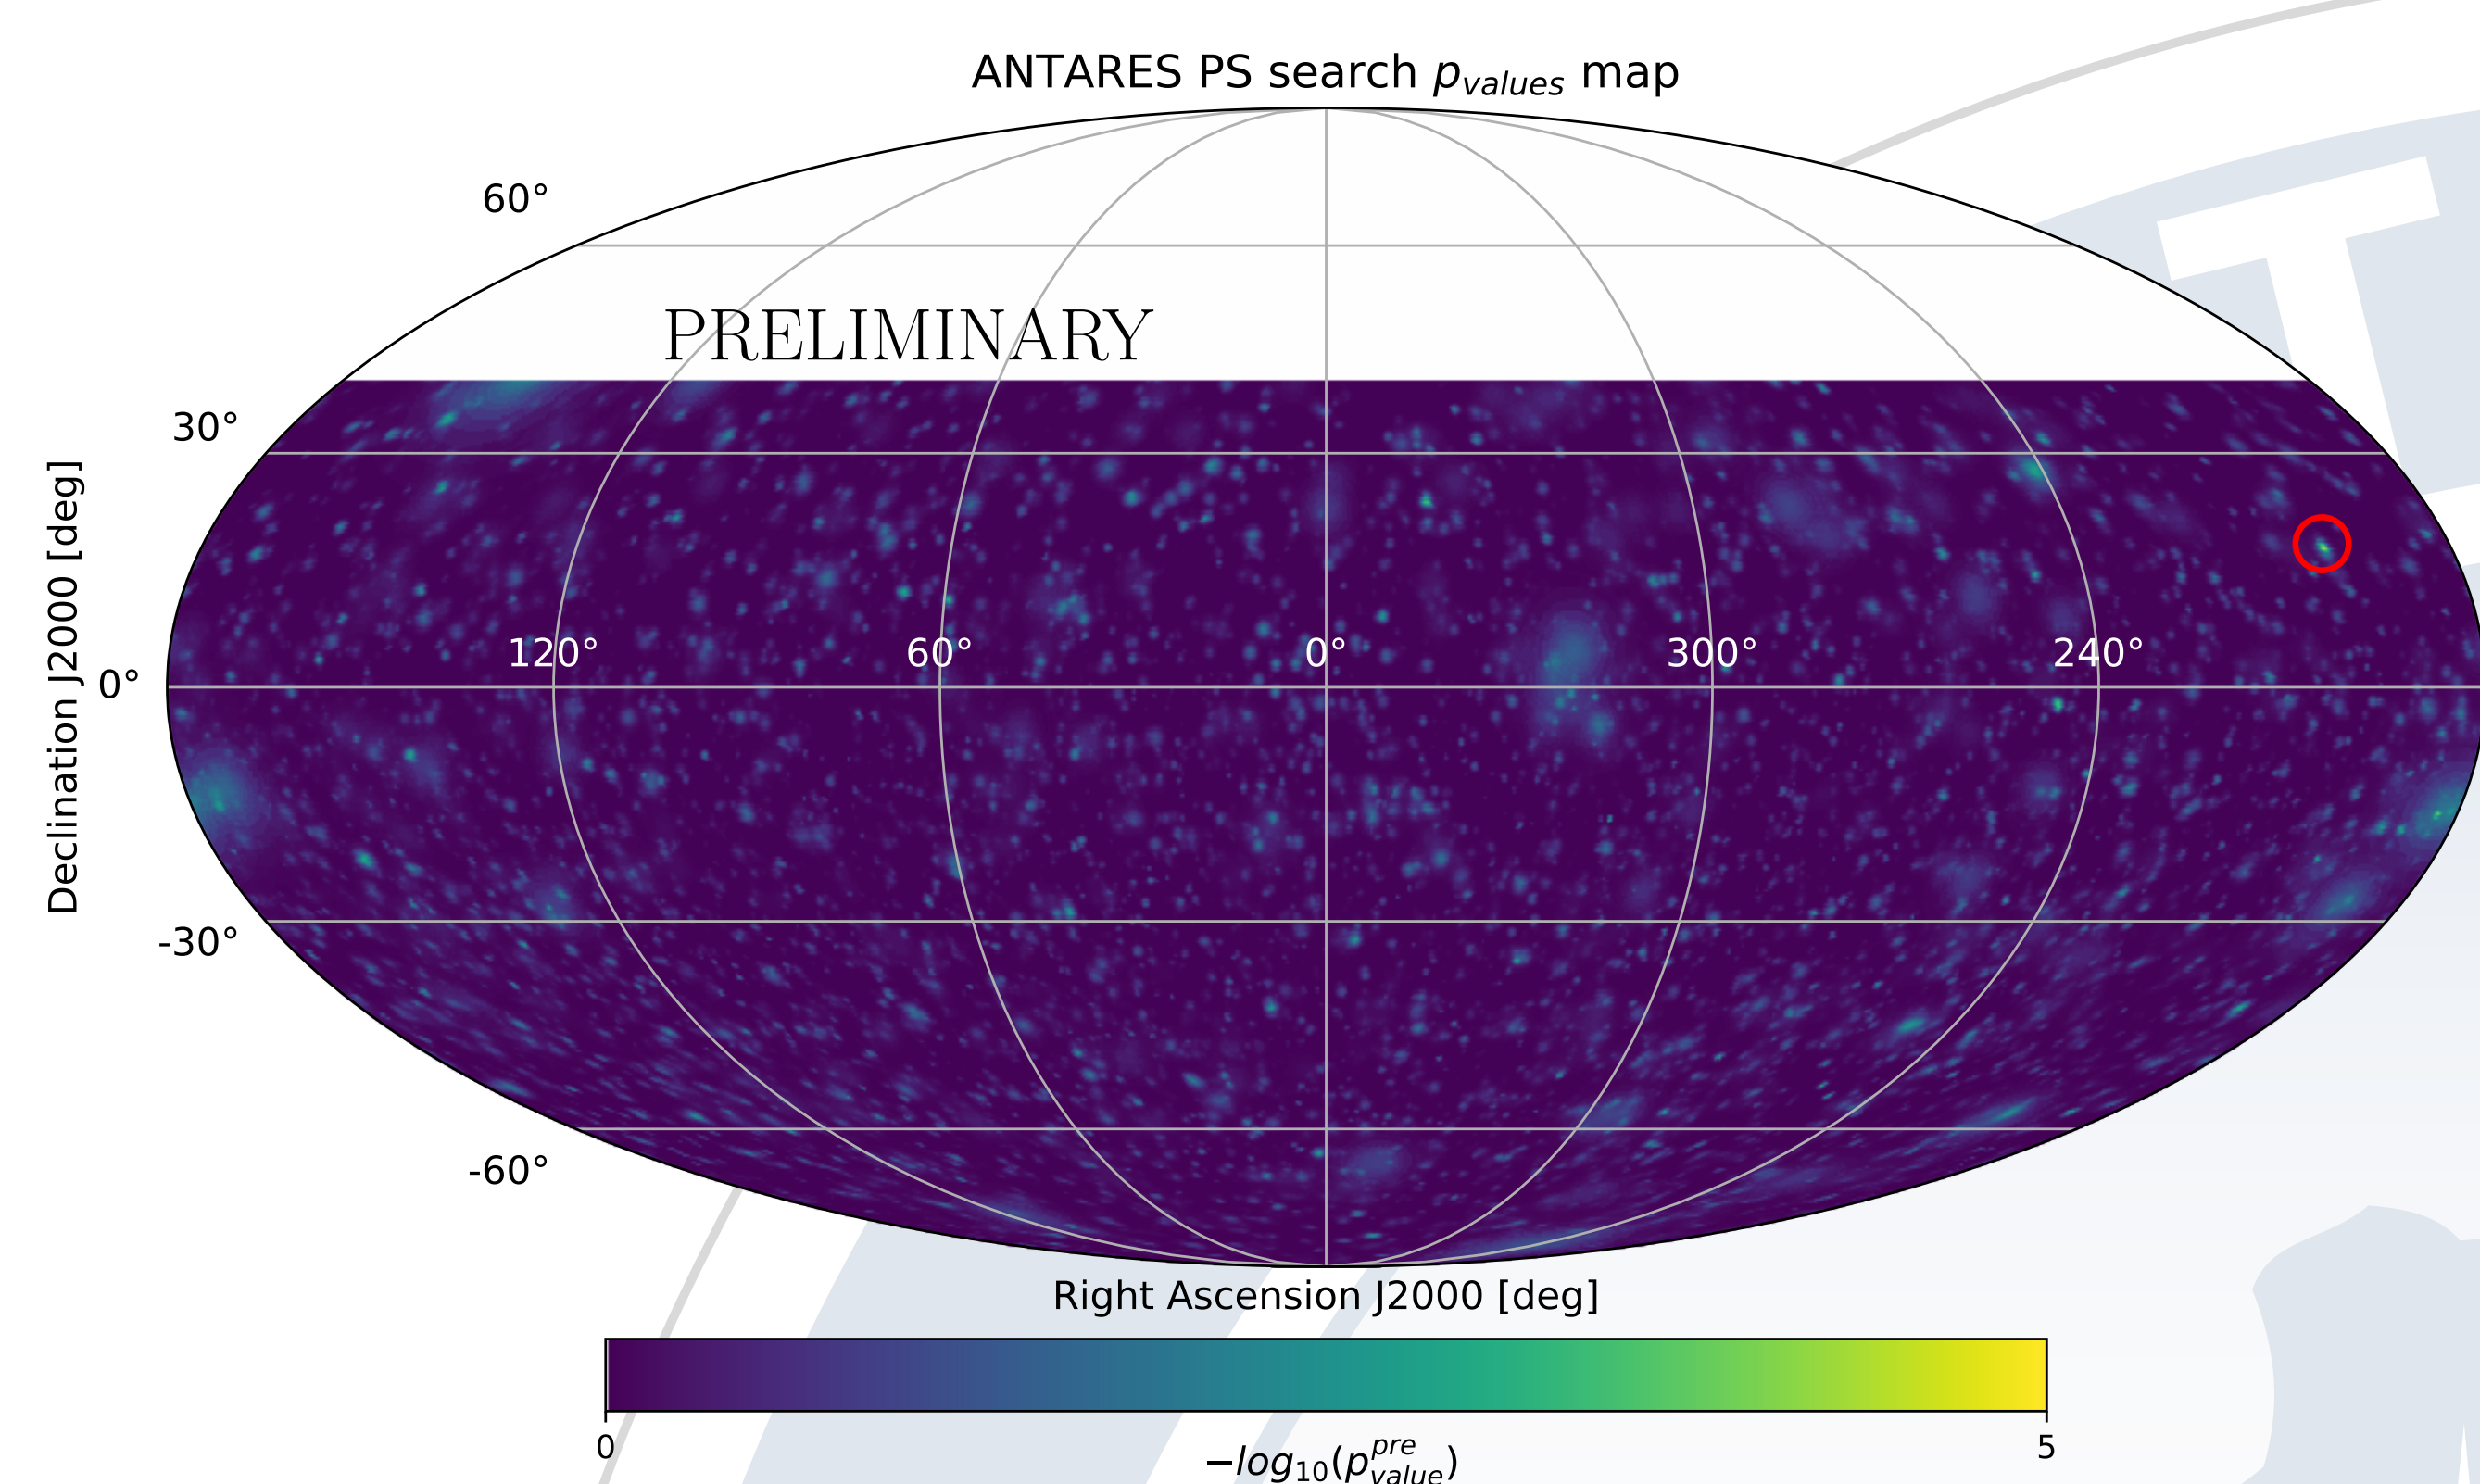 ANTARES PS search p_values map
60°
PRELIMINARY
30°
120° 60° 0° 300° 240°
0°
-30°
-60°
Declination J2000 [deg]
Right Ascension J2000 [deg]
0 5
−log₁₀(p^pre_value)
T